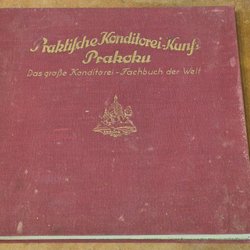 Praktische Konditorei-Kunst
Prakoku
Das große Konditorei-Fachbuch der Welt